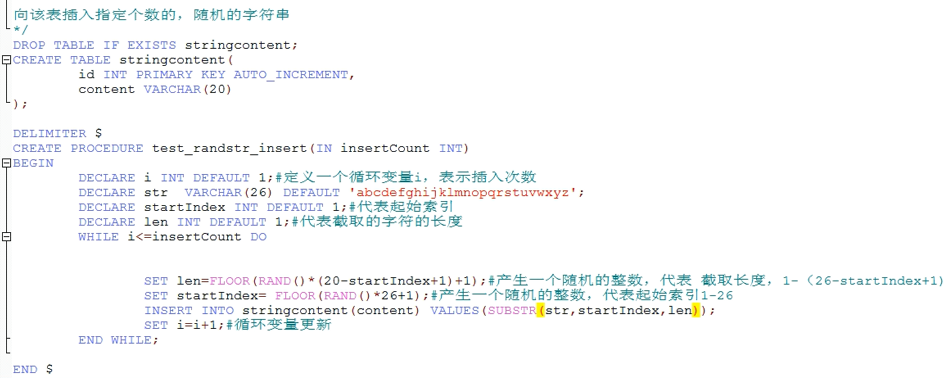 向该表插入指定个数的，随机的字符串
*/
DROP TABLE IF EXISTS stringcontent;
CREATE TABLE stringcontent(
id INT PRIMARY KEY AUTO_INCREMENT,
content VARCHAR(20)
);
DELIMITER $
CREATE PROCEDURE test_randstr_insert(IN insertCount INT)
BEGIN
DECLARE i INT DEFAULT 1;#定义一个循环变量i，表示插入次数
DECLARE str VARCHAR(26) DEFAULT 'abcdefghijklmnopqrstuvwxyz';
DECLARE startIndex INT DEFAULT 1;#代表起始索引
DECLARE len INT DEFAULT 1;#代表截取的字符的长度
WHILE i<=insertCount DO
SET len=FLOOR(RAND()*(20-startIndex+1)+1);#产生一个随机的整数，代表 截取长度，1-（26-startIndex+1)
SET startIndex= FLOOR(RAND()*26+1);#产生一个随机的整数，代表起始索引1-26
INSERT INTO stringcontent(content) VALUES(SUBSTR(str,startIndex,len));
SET i=i+1;#循环变量更新
END WHILE;
END $